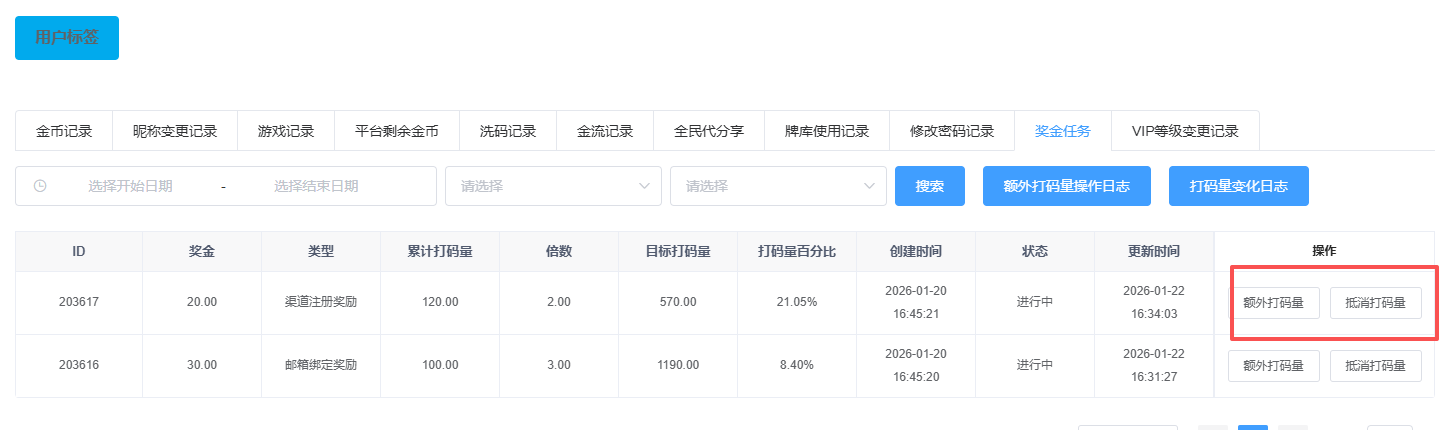 用户标签
金币记录 昵称变更记录 游戏记录 平台剩余金币 洗码记录 金流记录 全民代分享 牌库使用记录 修改密码记录 奖金任务 VIP等级变更记录
选择开始日期 - 选择结束日期 请选择 请选择 搜索 额外打码量操作日志 打码量变化日志
ID 奖金 类型 累计打码量 倍数 目标打码量 打码量百分比 创建时间 状态 更新时间 操作
203617 20.00 渠道注册奖励 120.00 2.00 570.00 21.05% 2026-01-20 16:45:21 进行中 2026-01-22 16:34:03 额外打码量 抵消打码量
203616 30.00 邮箱绑定奖励 100.00 3.00 1190.00 8.40% 2026-01-20 16:45:20 进行中 2026-01-22 16:31:27 额外打码量 抵消打码量